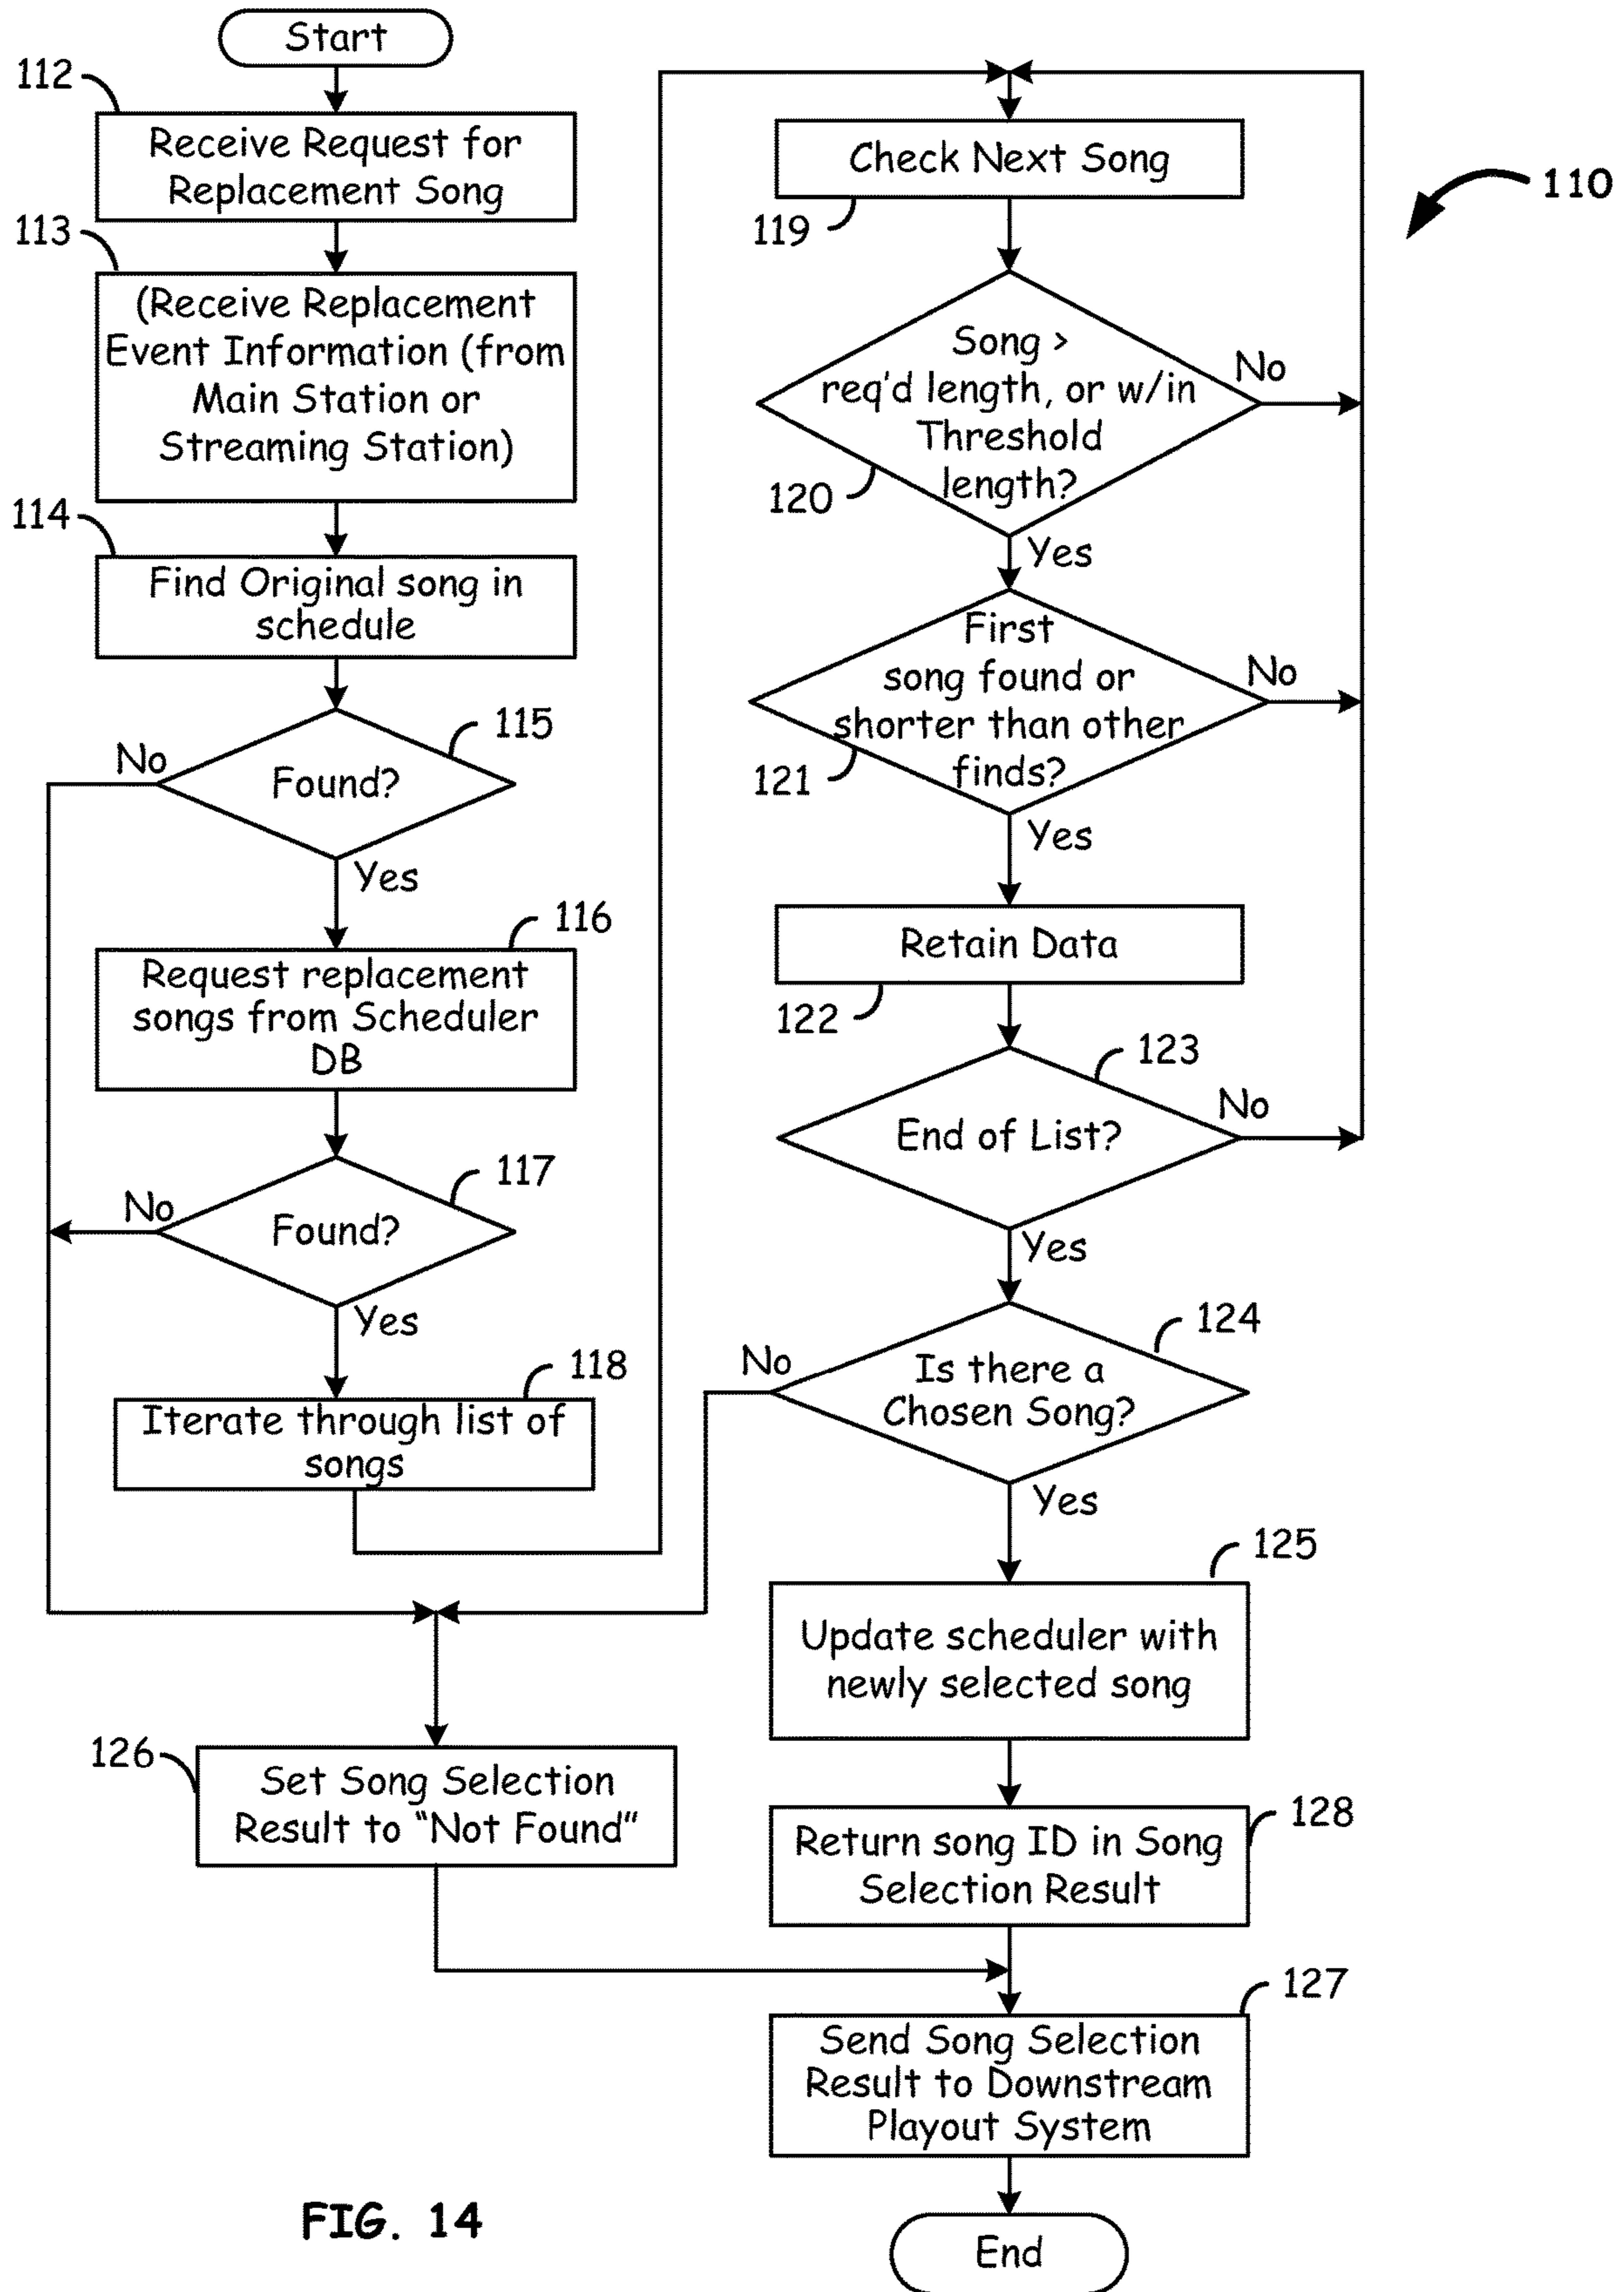 Start
112
Receive Request for
Replacement Song
113
(Receive Replacement
Event Information (from
Main Station or
Streaming Station)
114
Find Original song in
schedule
115
No
Found?
Yes
116
Request replacement
songs from Scheduler
DB
117
No
Found?
Yes
118
Iterate through list of
songs
126
Set Song Selection
Result to “Not Found”
110
Check Next Song
119
Song >
req'd length, or w/in
Threshold
length?
No
120
Yes
First
song found or
shorter than other
finds?
No
121
Yes
Retain Data
122
123
End of List?
No
Yes
124
No
Is there a
Chosen Song?
Yes
125
Update scheduler with
newly selected song
128
Return song ID in Song
Selection Result
127
Send Song Selection
Result to Downstream
Playout System
End
FIG. 14